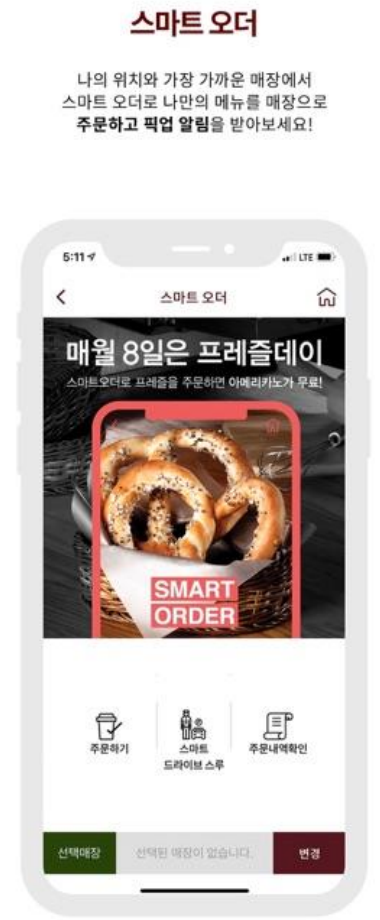 스마트 오더
나의 위치와 가장 가까운 매장에서
스마트 오더로 나만의 메뉴를 매장으로
주문하고 픽업 알림을 받아보세요!
5:11
LTE
스마트 오더
매월 8일은 프레즐데이
스마트오더로 프레즐을 주문하면 아메리카노가 무료!
SMART
ORDER
주문하기
스마트
드라이브 스루
주문내역확인
선택매장
선택된 매장이 없습니다.
변경